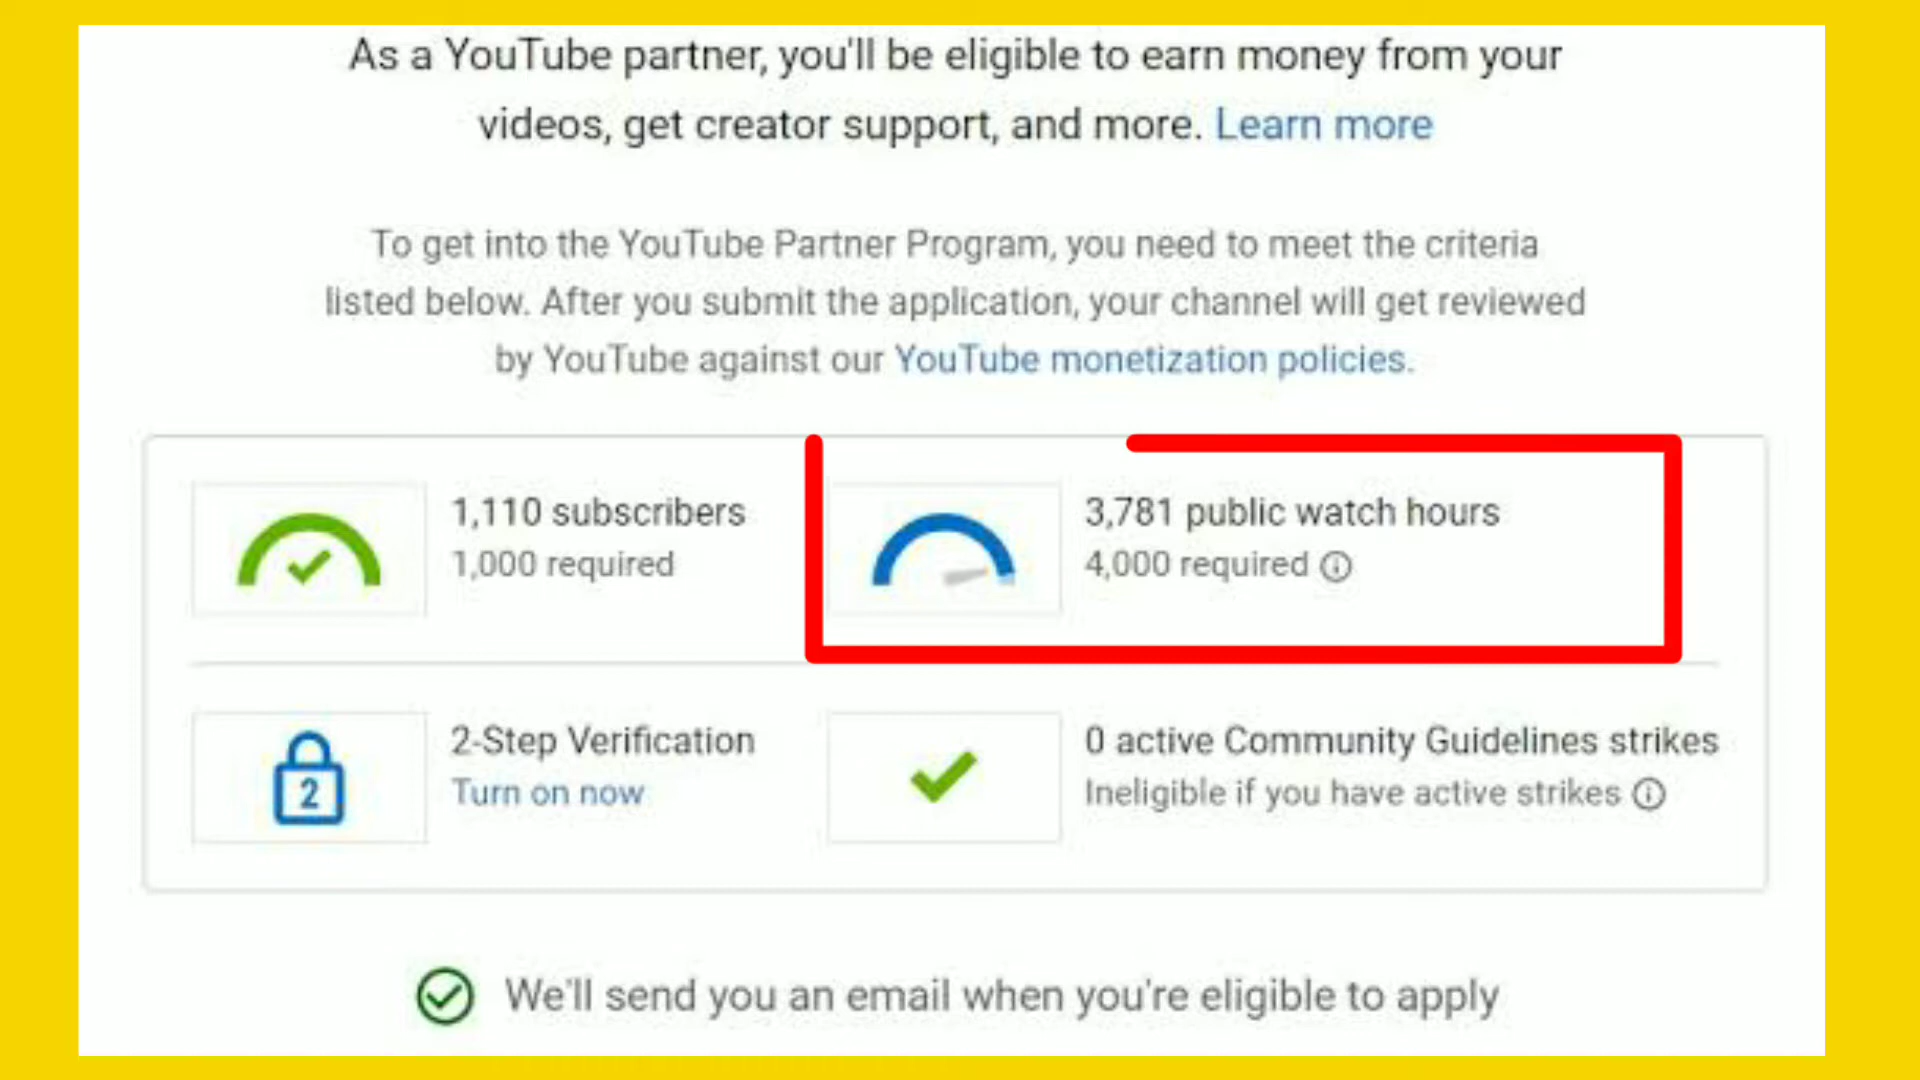 As a YouTube partner, you'll be eligible to earn money from your
videos, get creator support, and more. Learn more
To get into the YouTube Partner Program, you need to meet the criteria
listed below. After you submit the application, your channel will get reviewed
by YouTube against our YouTube monetization policies.
1,110 subscribers
1,000 required
3,781 public watch hours
4,000 required
2
2-Step Verification
Turn on now
0 active Community Guidelines strikes
Ineligible if you have active strikes
We'll send you an email when you're eligible to apply